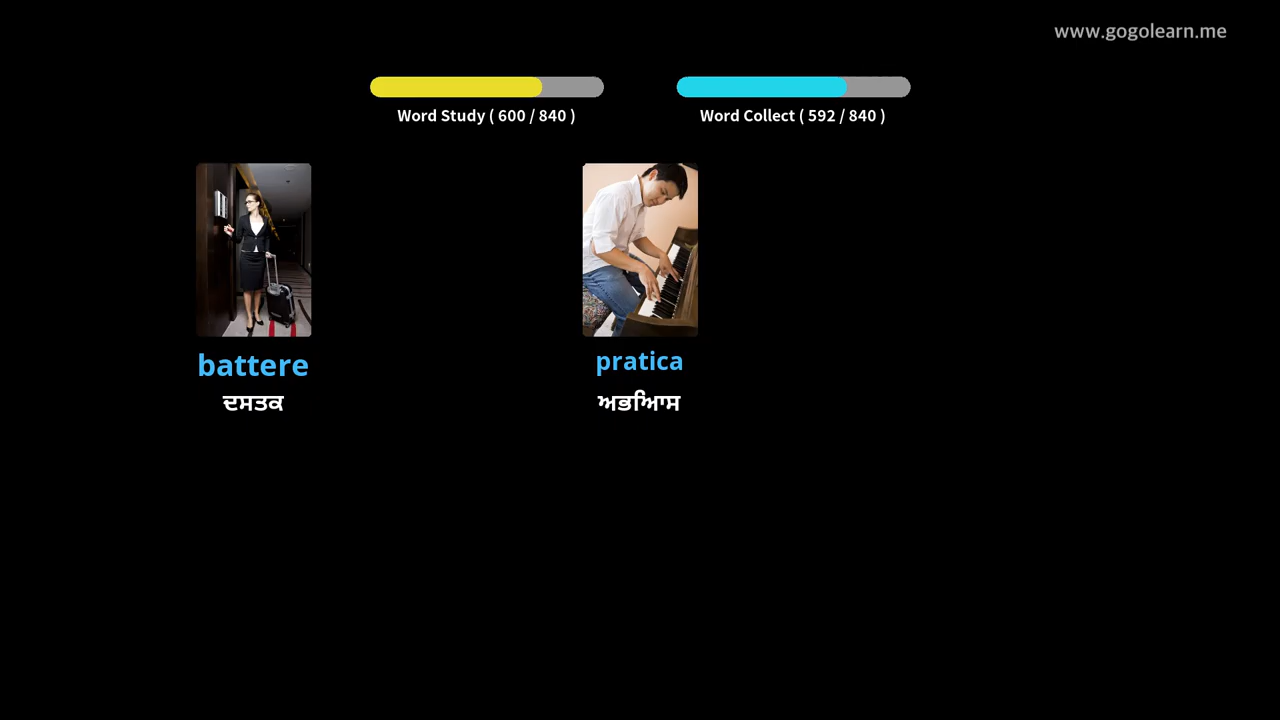 www.gogolearn.me
Word Study ( 600 / 840 )
Word Collect ( 592 / 840 )
battere
pratica
ਦਸਤਕ
ਅਭਿਆਸ